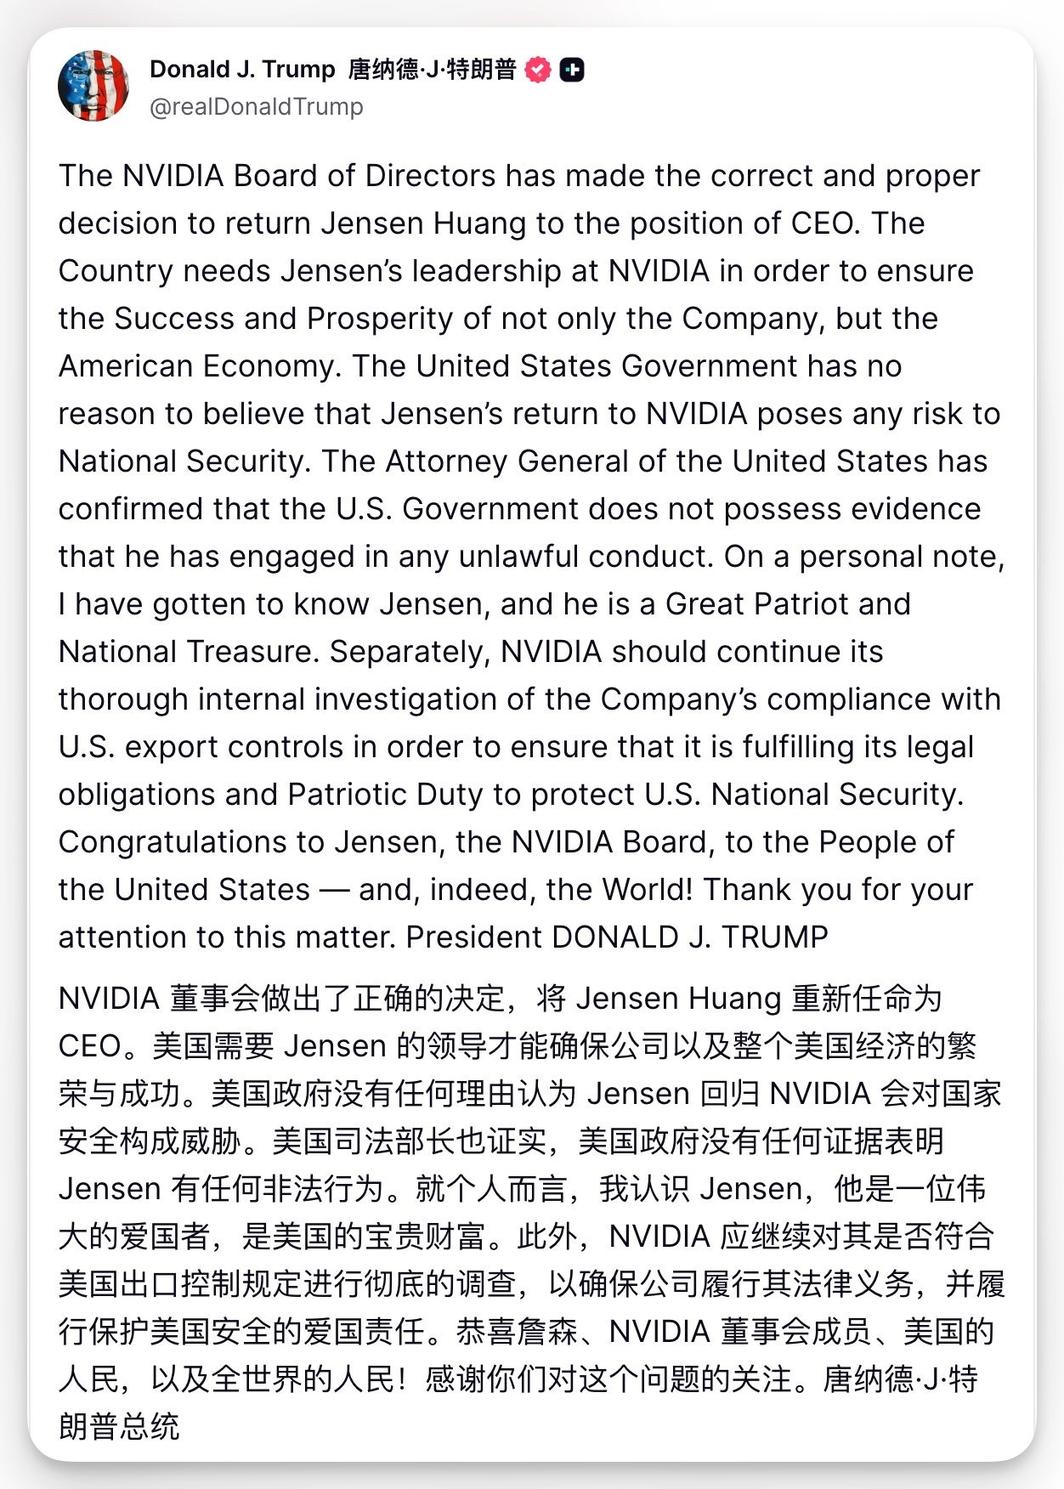 Donald J. Trump 唐纳德·J·特朗普
@realDonaldTrump
The NVIDIA Board of Directors has made the correct and proper
decision to return Jensen Huang to the position of CEO. The
Country needs Jensen’s leadership at NVIDIA in order to ensure
the Success and Prosperity of not only the Company, but the
American Economy. The United States Government has no
reason to believe that Jensen’s return to NVIDIA poses any risk to
National Security. The Attorney General of the United States has
confirmed that the U.S. Government does not possess evidence
that he has engaged in any unlawful conduct. On a personal note,
I have gotten to know Jensen, and he is a Great Patriot and
National Treasure. Separately, NVIDIA should continue its
thorough internal investigation of the Company’s compliance with
U.S. export controls in order to ensure that it is fulfilling its legal
obligations and Patriotic Duty to protect U.S. National Security.
Congratulations to Jensen, the NVIDIA Board, to the People of
the United States — and, indeed, the World! Thank you for your
attention to this matter. President DONALD J. TRUMP
NVIDIA 董事会做出了正确的决定，将 Jensen Huang 重新任命为
CEO。美国需要 Jensen 的领导才能确保公司以及整个美国经济的繁
荣与成功。美国政府没有任何理由认为 Jensen 回归 NVIDIA 会对国家
安全构成威胁。美国司法部长也证实，美国政府没有任何证据表明
Jensen 有任何非法行为。就个人而言，我认识 Jensen，他是一位伟
大的爱国者，是美国的宝贵财富。此外，NVIDIA 应继续对其是否符合
美国出口控制规定进行彻底的调查，以确保公司履行其法律义务，并履
行保护美国安全的爱国责任。恭喜詹森、NVIDIA 董事会成员、美国的
人民，以及全世界的人民！感谢你们对这个问题的关注。唐纳德·J·特
朗普总统